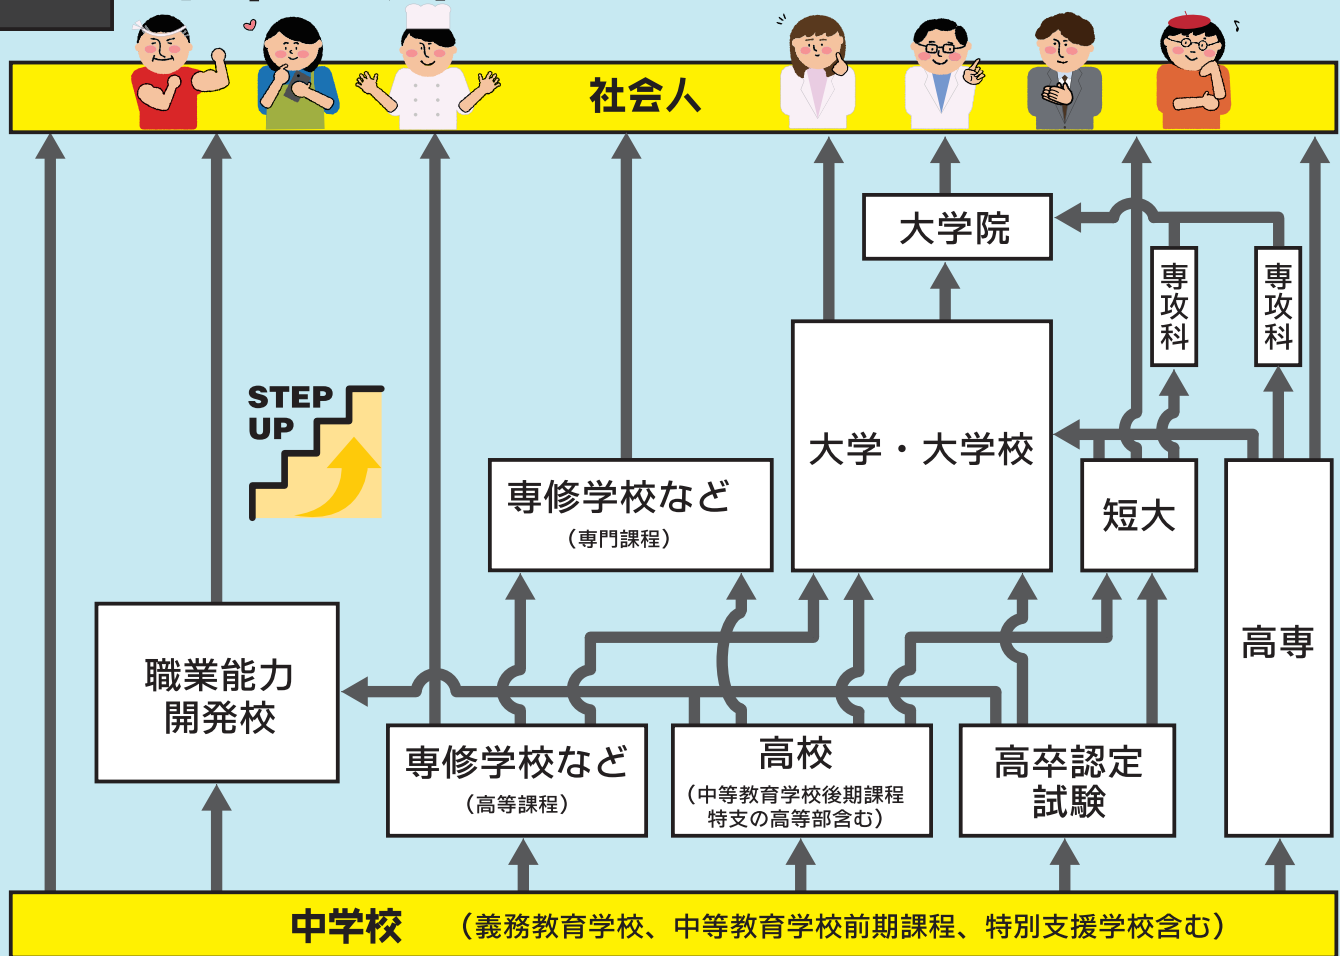 社会人
大学院
専攻科
専攻科
STEP
UP
大学・大学校
専修学校など
（専門課程）
短大
高専
職業能力
開発校
専修学校など
（高等課程）
高校
（中等教育学校後期課程
特支の高等部含む）
高卒認定
試験
中学校 （義務教育学校、中等教育学校前期課程、特別支援学校含む）